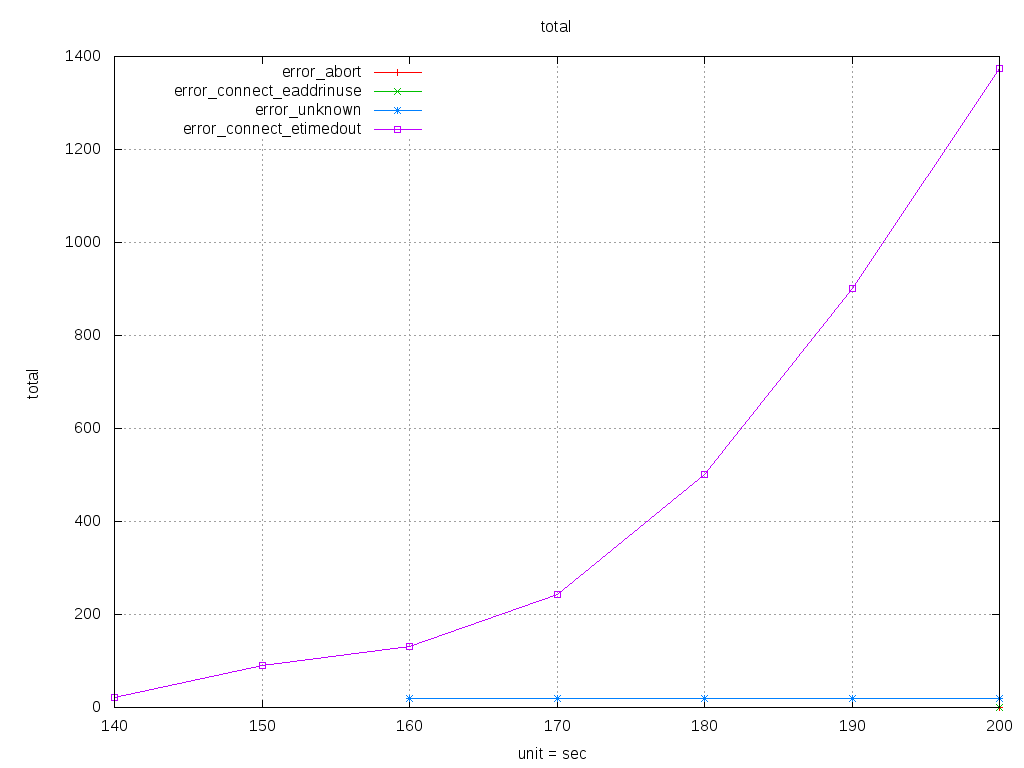 total
1400
1200
1000
800
600
400
200
0
total
error_abort
error_connect_eaddrinuse
error_unknown
error_connect_etimedout
140 150 160 170 180 190 200
unit = sec